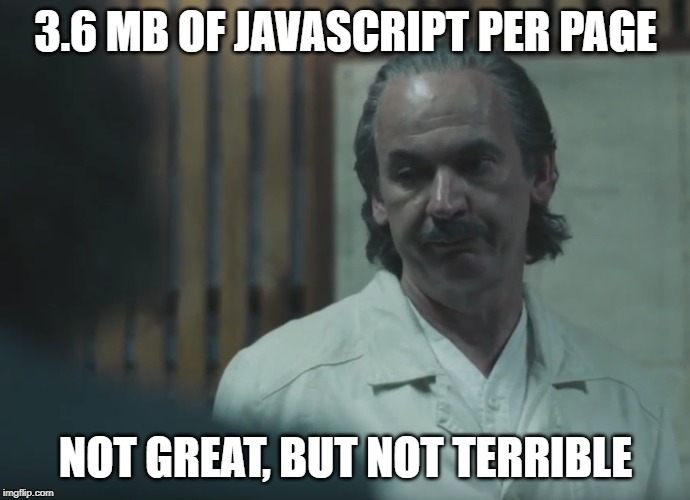 3.6 MB OF JAVASCRIPT PER PAGE
NOT GREAT, BUT NOT TERRIBLE
imgflip.com